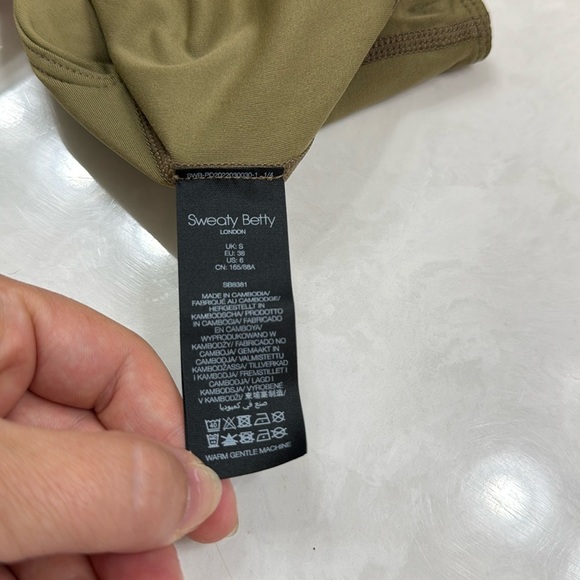 Sweaty Betty
LONDON
UK: S
EU: 38
US: 6
CN: 165/88A
SB8381
MADE IN CAMBODIA/
FABRIQUE AU CAMBODGE/
HERGESTELLT IN
KAMBODSCHA/ PRODOTTO
IN CAMBOGIA/ FABRICADO
EN CAMBOYA/
WYPRODUKOWANO W
KAMBODŻY/ FABRICADO NO
CAMBOJA/ GEMAAKT IN
CAMBODJA/ VALMISTETTU
KAMBODŽASSA/ TILLVERKAD
I KAMBODJA/ FREMSTILLET I
CAMBODJA/ LAGD I
KAMBODSJA/ VYROBENE
V KAMBODŽI/ 柬埔寨制造/
صنع في كمبوديا
40
WARM GENTLE MACHINE